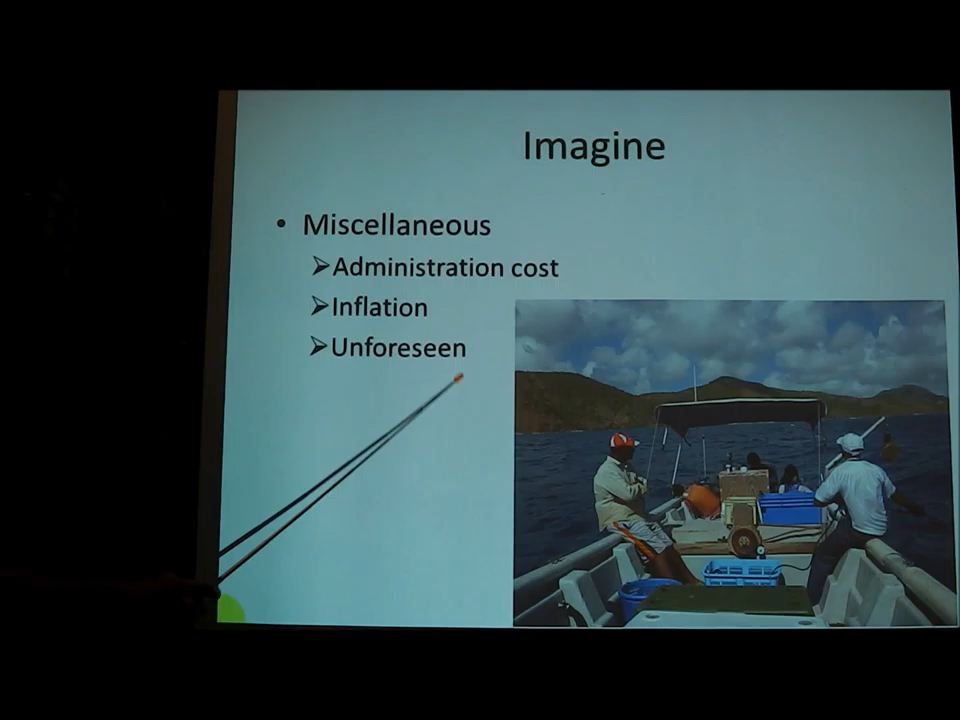 Imagine
• Miscellaneous
➢Administration cost
➢Inflation
➢Unforeseen